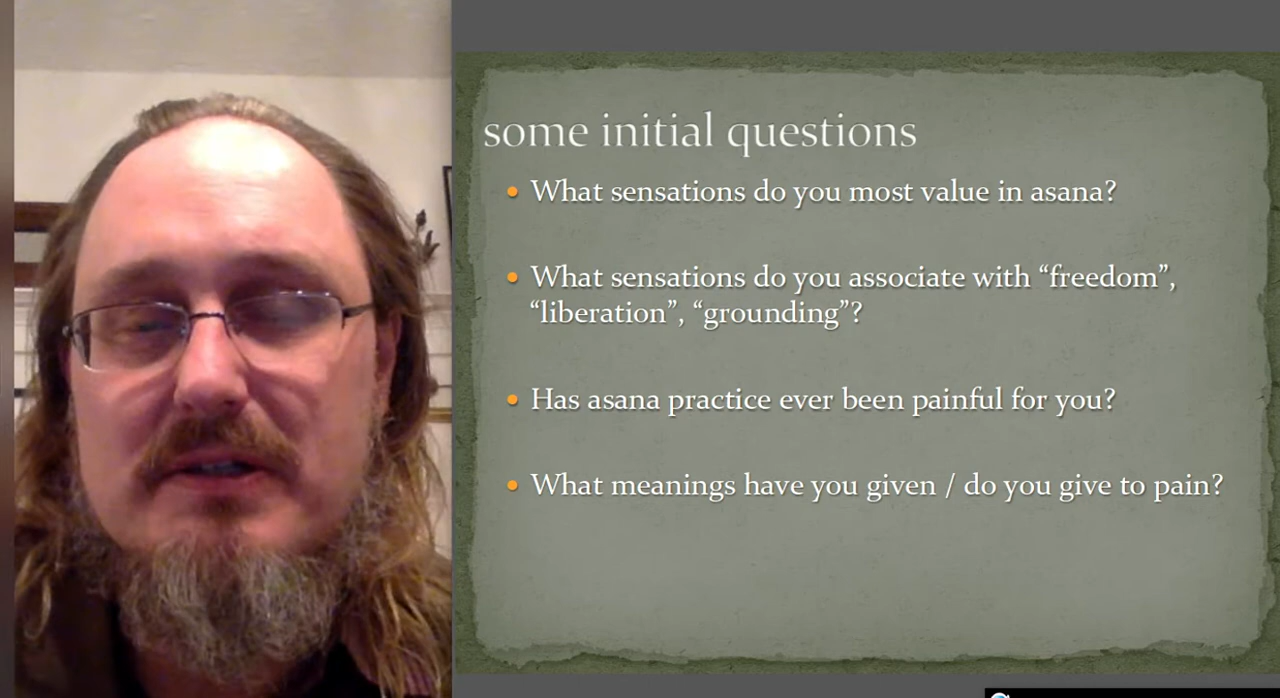 some initial questions
• What sensations do you most value in asana?
• What sensations do you associate with “freedom”,
“liberation”, “grounding”?
• Has asana practice ever been painful for you?
• What meanings have you given / do you give to pain?